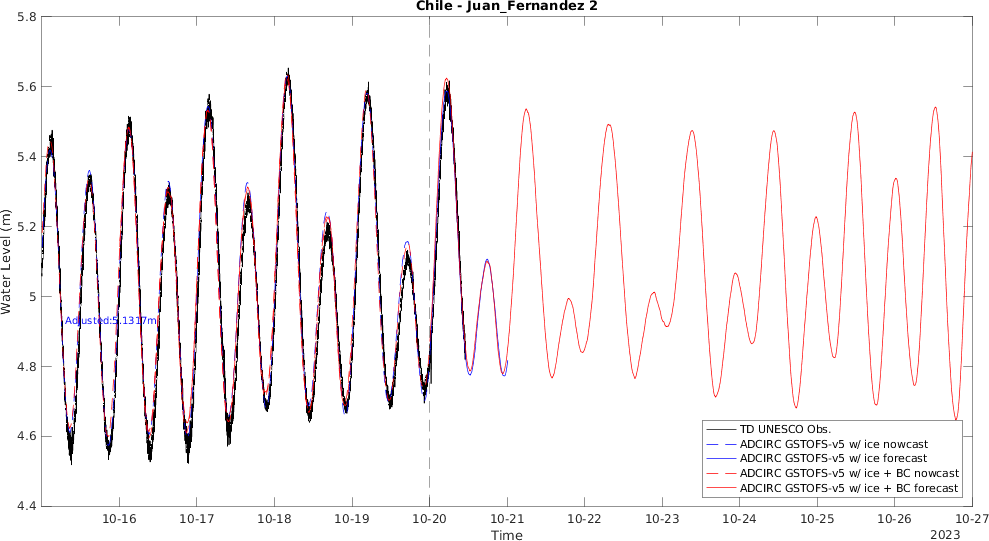 Chile - Juan_Fernandez 2
Water Level (m)
5.8
5.6
5.4
5.2
5
4.8
4.6
4.4
Adjusted:5.1317m
TD UNESCO Obs.
ADCIRC GSTOFS-v5 w/ ice nowcast
ADCIRC GSTOFS-v5 w/ ice forecast
ADCIRC GSTOFS-v5 w/ ice + BC nowcast
ADCIRC GSTOFS-v5 w/ ice + BC forecast
10-16 10-17 10-18 10-19 10-20 10-21 10-22 10-23 10-24 10-25 10-26 10-27
Time
2023